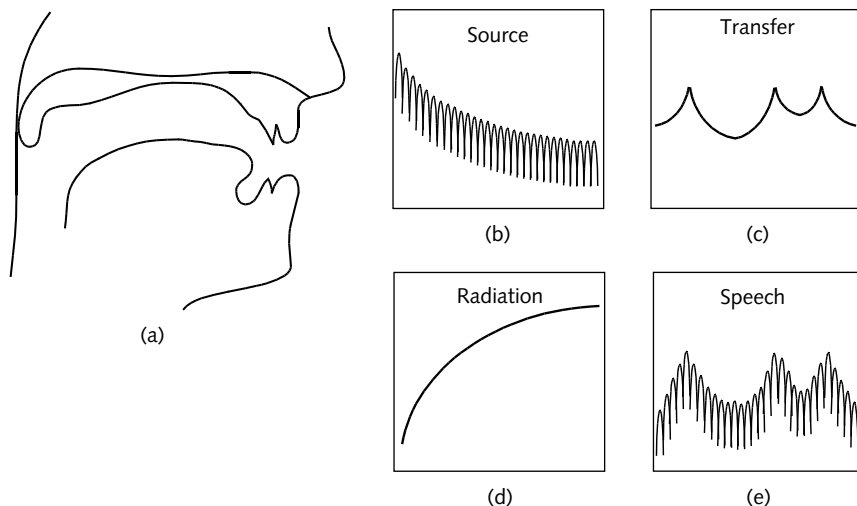 Source
Transfer
(b)
(c)
Radiation
Speech
(a)
(d)
(e)